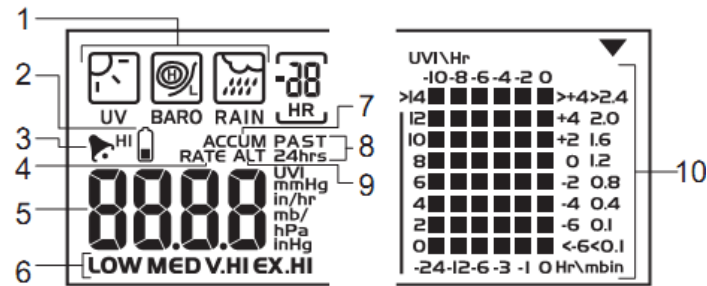 1
2
3
4
5
6
7
8
9
10
UV BARO RAIN
H L
-38
HR
HI
ACCUM PAST
RATE ALT 24hrs
88.8.8
UVI
mmHg
in/hr
mb/
hPa
inHg
LOW MED V.HI EX.HI
UVI\Hr
-10-8-6-4-2 0
>14 >+4>2.4
12 +4 2.0
10 +2 1.6
8 0 1.2
6 -2 0.8
4 -4 0.4
2 -6 0.1
0 <-6<0.1
-24-12-6-3 -1 0 Hr\mbin